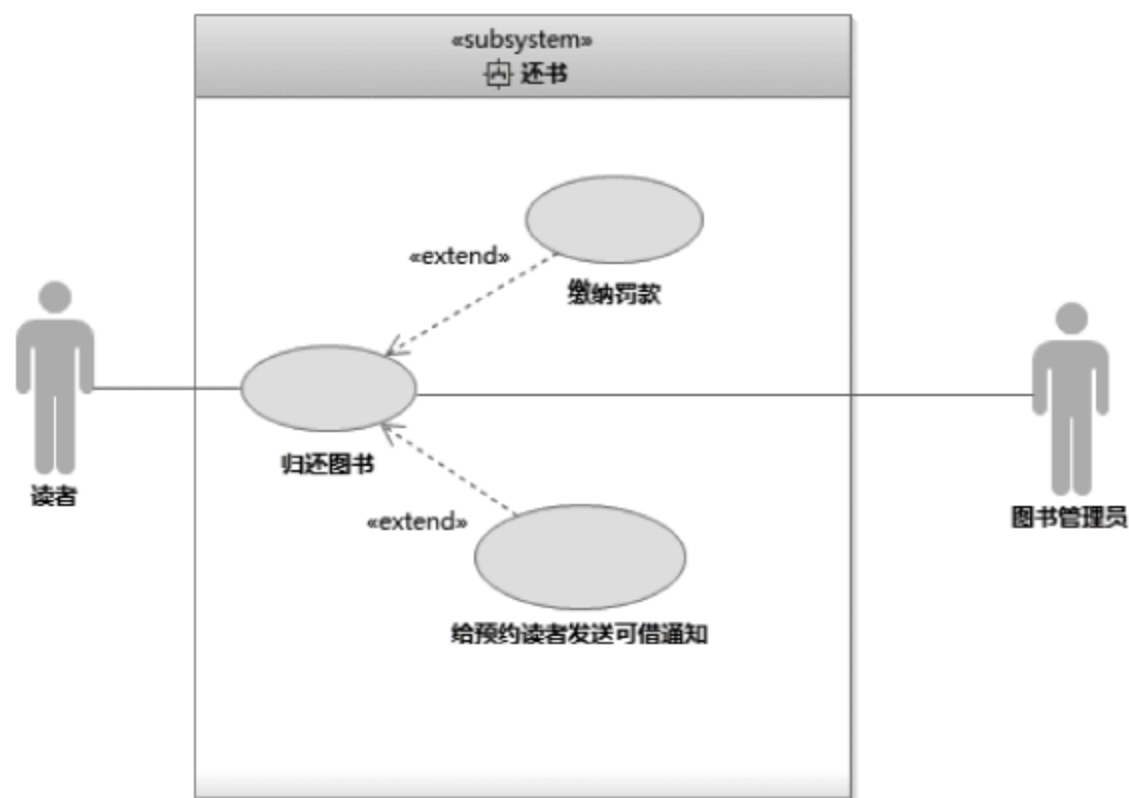 «subsystem»
还书
«extend»
缴纳罚款
归还图书
读者
«extend»
图书管理员
给预约读者发送可借通知